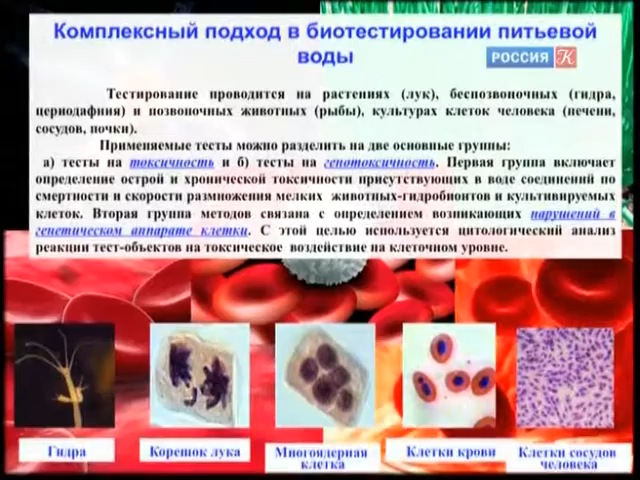 Комплексный подход в биотестировании питьевой
воды
РОССИЯ К
Тестирование проводится на растениях (лук), беспозвоночных (гидра,
цериодафния) и позвоночных животных (рыбы), культурах клеток человека (печени,
сосудов, почки).
Применяемые тесты можно разделить на две основные группы:
а) тесты на токсичность и б) тесты на генотоксичность. Первая группа включает
определение острой и хронической токсичности присутствующих в воде соединений по
смертности и скорости размножения мелких животных-гидробионтов и культивируемых
клеток. Вторая группа методов связана с определением возникающих нарушений в
генетическом аппарате клетки. С этой целью используется цитологический анализ
реакции тест-объектов на токсическое воздействие на клеточном уровне.
Гидра
Корешок лука
Многоядерная
клетка
Клетки крови
Клетки сосудов
человека